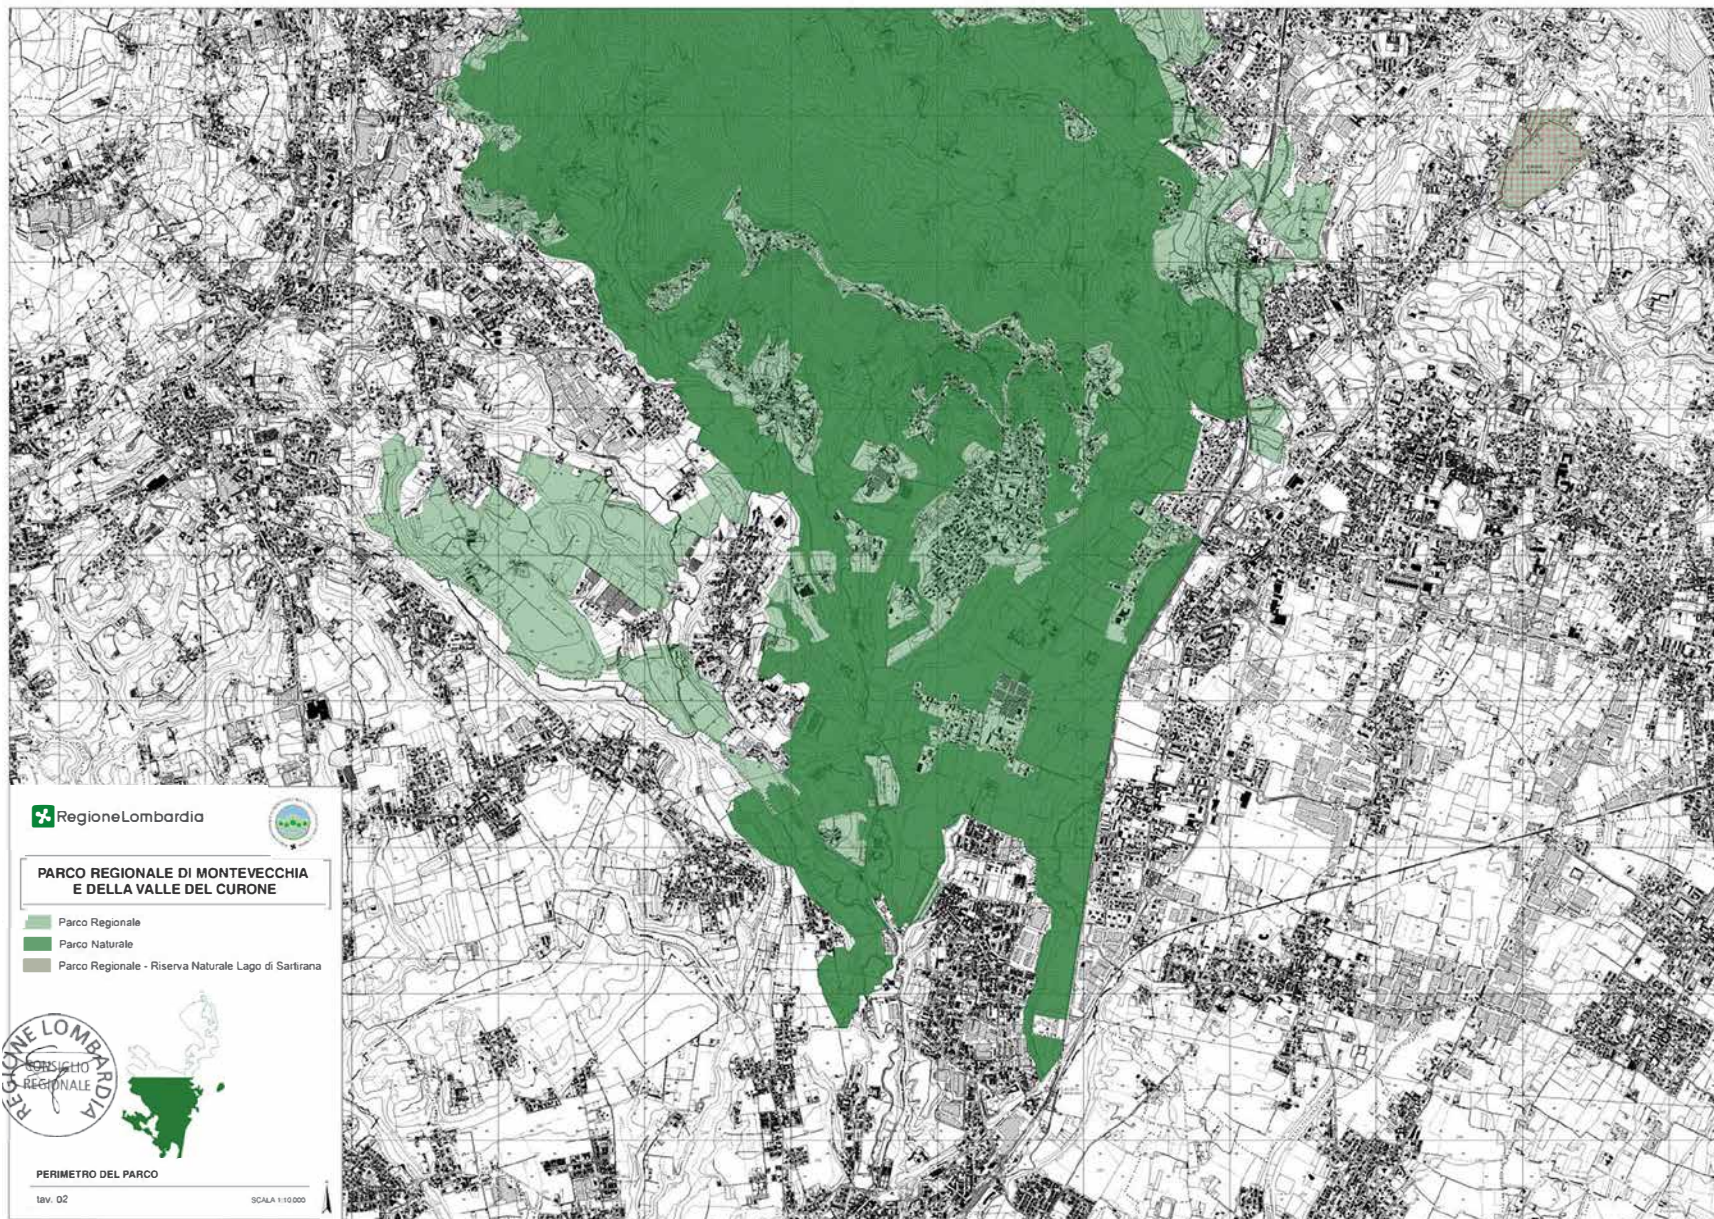 RegioneLombardia
PARCO REGIONALE DI MONTEVECCHIA
E DELLA VALLE DEL CURONE
Parco Regionale
Parco Naturale
Parco Regionale - Riserva Naturale Lago di Sartirana
REGIONE LOMBARDIA
CONSIGLIO
REGIONALE
PERIMETRO DEL PARCO
tav. 02
SCALA 1:10.000